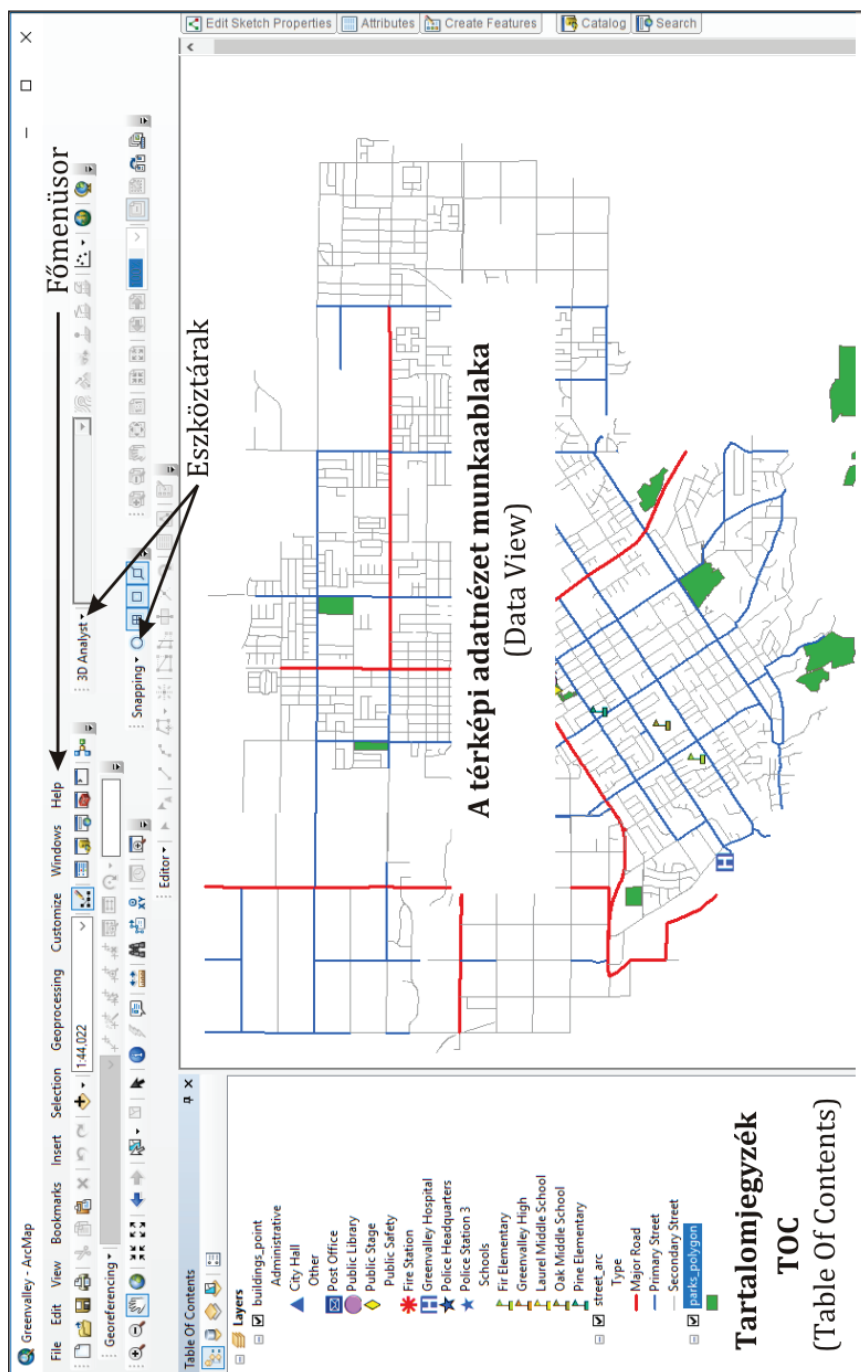 Greenvalley - ArcMap
File Edit View Bookmarks Insert Selection Geoprocessing Customize Windows Help
Főmenüsor
1:44,022
3D Analyst
Georeferencing
Snapping
Eszköztárak
Editor
Table Of Contents
Layers
buildings_point
Administrative
City Hall
Other
Post Office
Public Library
Public Stage
Public Safety
Fire Station
Greenvalley Hospital
Police Headquarters
Police Station 3
Schools
Fir Elementary
Greenvalley High
Laurel Middle School
Oak Middle School
Pine Elementary
street_arc
Type
Major Road
Primary Street
Secondary Street
parks_polygon
Tartalomjegyzék
TOC
(Table Of Contents)
A térképi adatnézet munkaablaka
(Data View)
H
Edit Sketch Properties
Attributes
Create Features
Catalog
Search